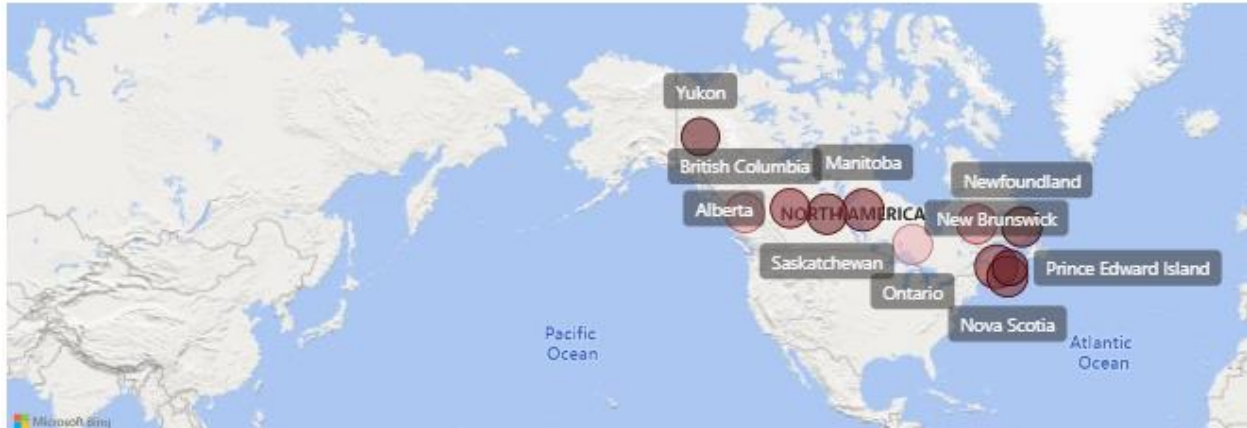 Yukon
British Columbia
Manitoba
Newfoundland
Alberta
NORTH AMERICA
New Brunswick
Saskatchewan
Prince Edward Island
Ontario
Nova Scotia
Pacific
Ocean
Atlantic
Ocean
Microsoft Bing